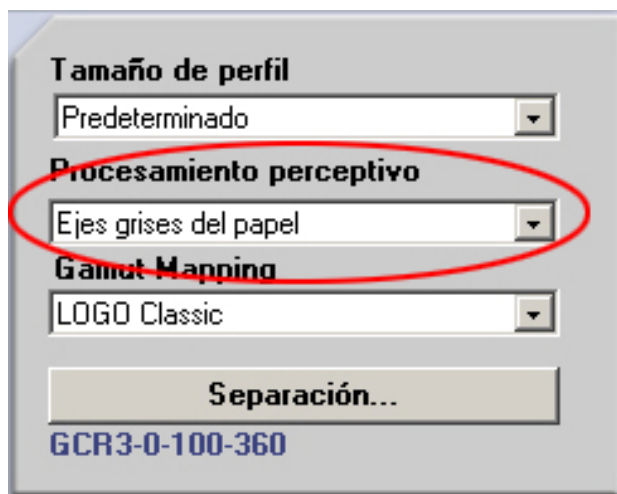 Tamaño de perfil
Predeterminado
Procesamiento perceptivo
Ejes grises del papel
Gamut Mapping
LOGO Classic
Separación...
GCR3-0-100-360